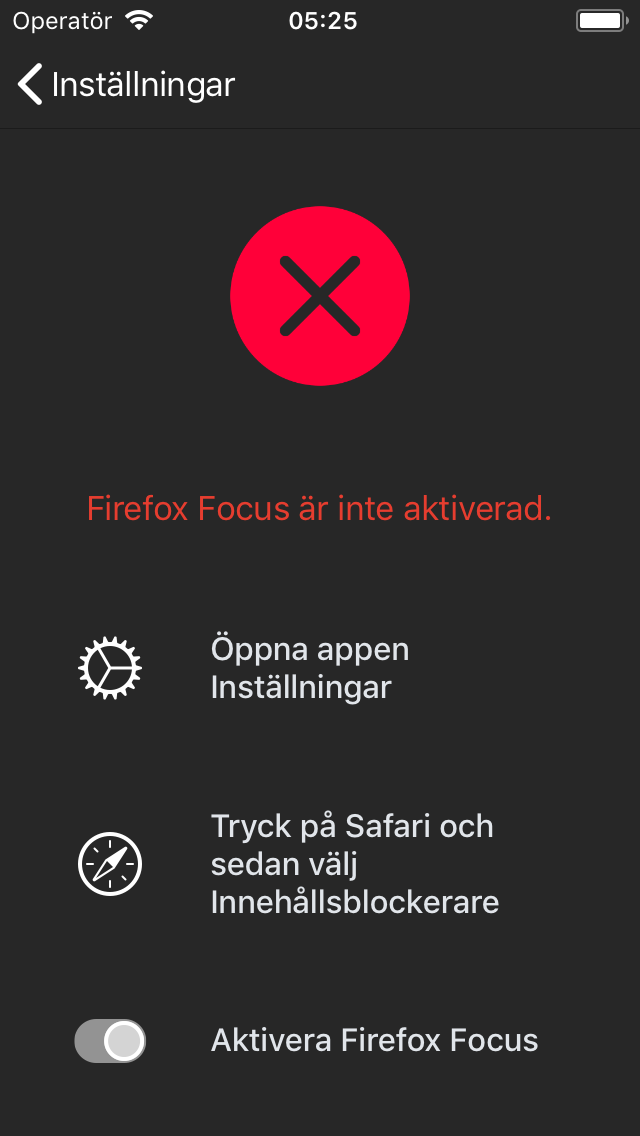 Operatör 05:25
Inställningar
Firefox Focus är inte aktiverad.
Öppna appen
Inställningar
Tryck på Safari och
sedan välj
Innehållsblockerare
Aktivera Firefox Focus